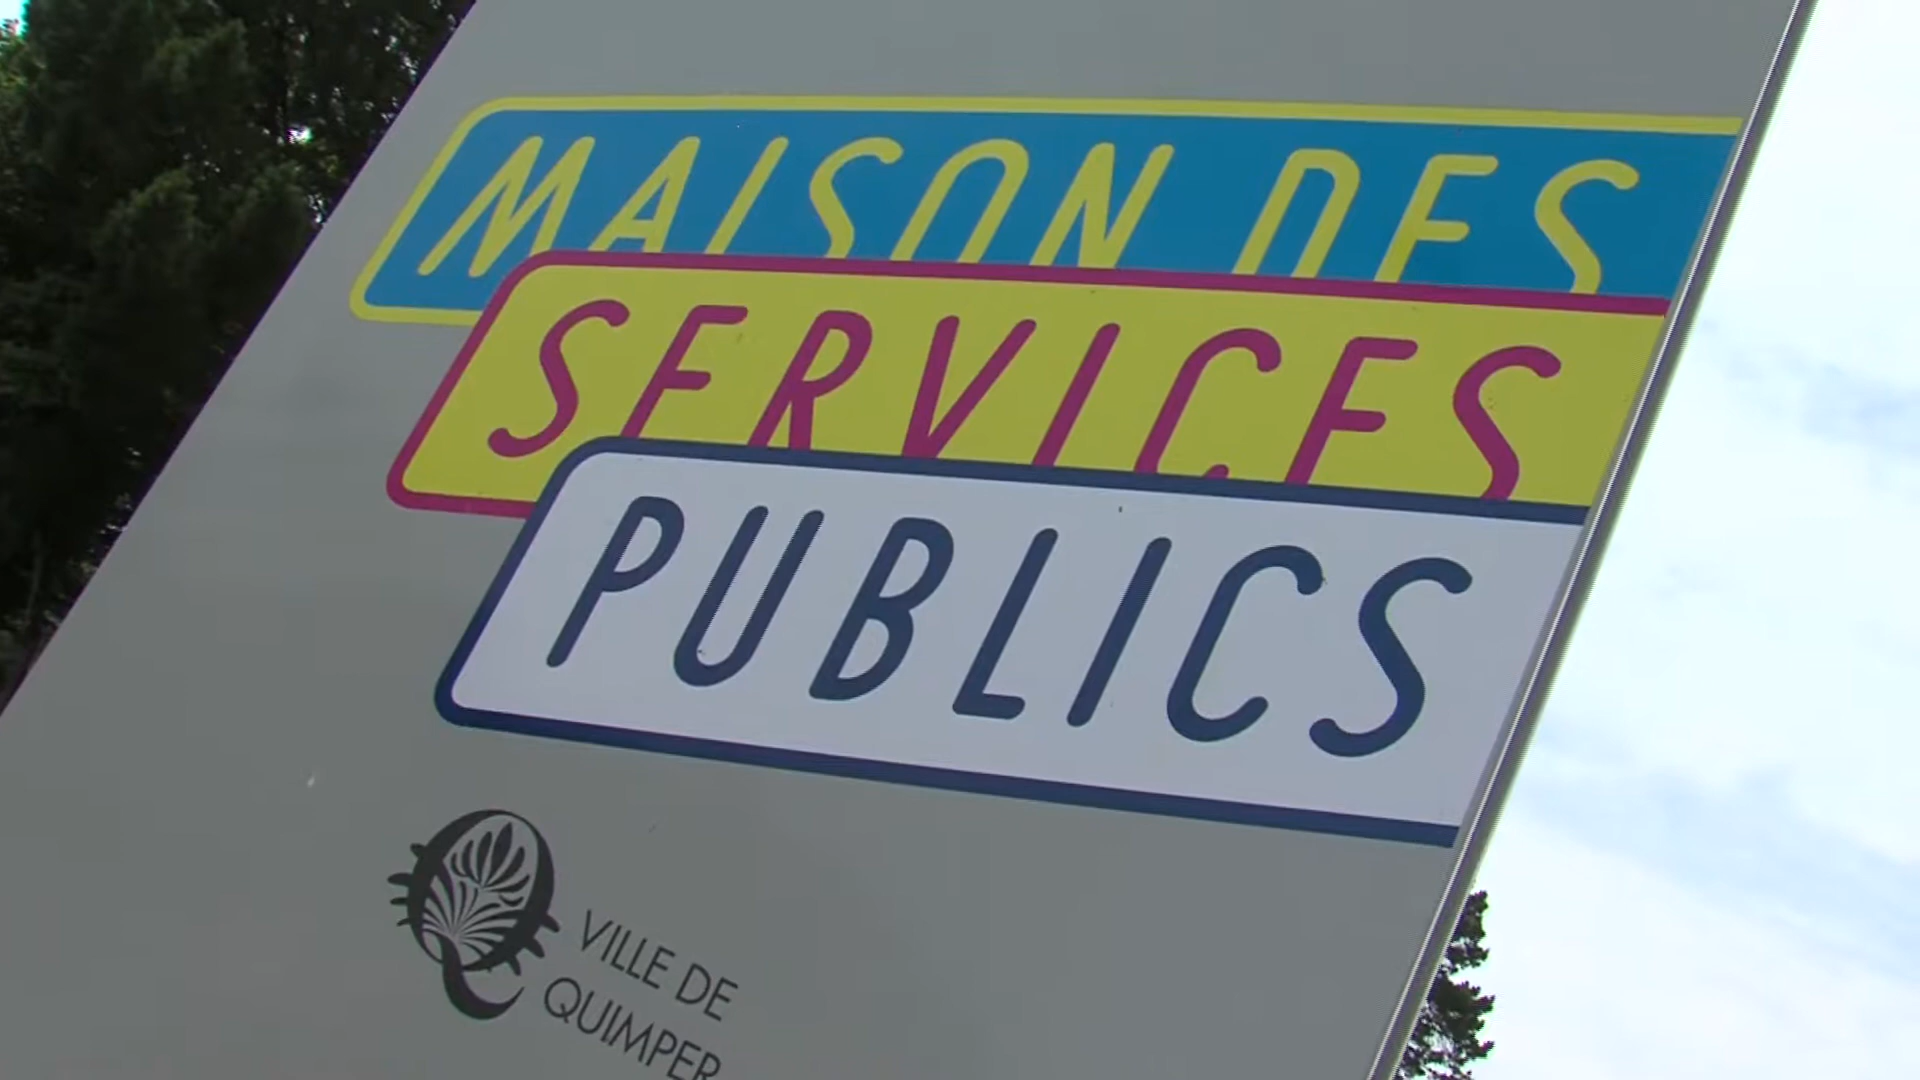 MAISON DES
SERVICES
PUBLICS
VILLE DE
QUIMPER